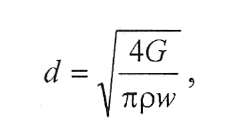 d = √(4G / πρw),